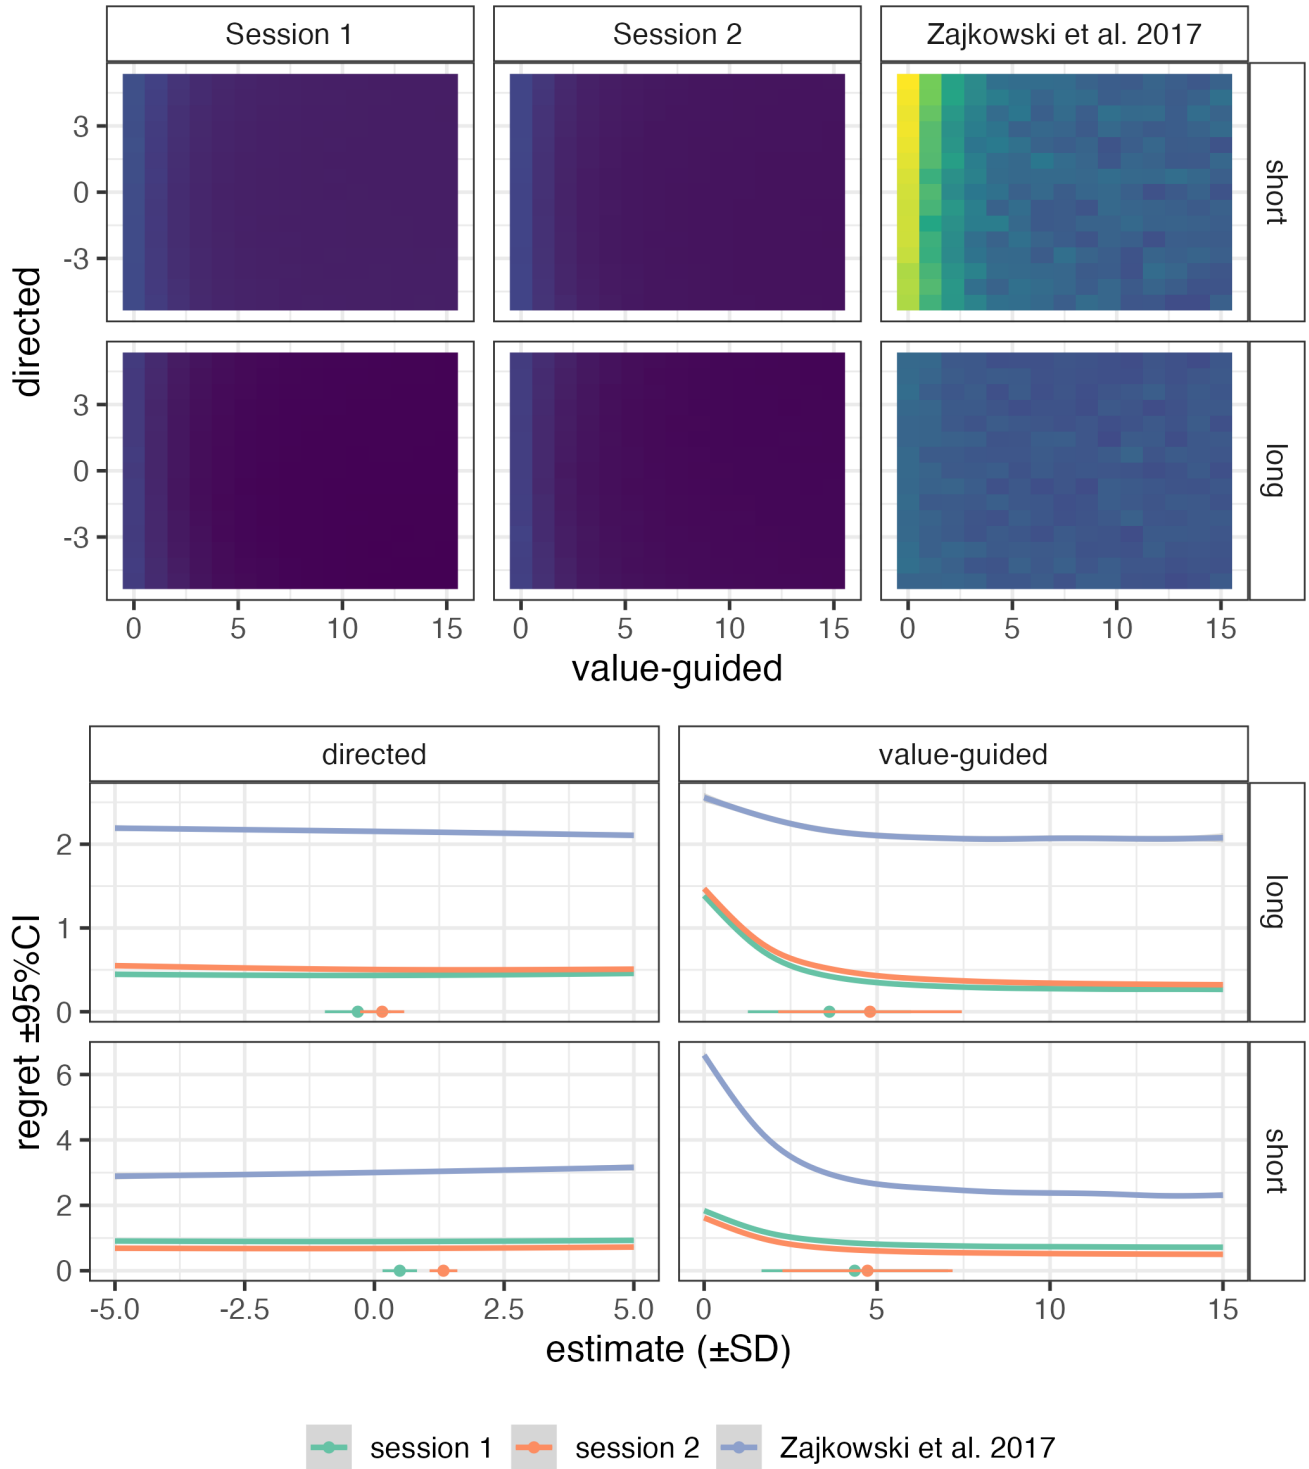 Session 1
Session 2
Zajkowski et al. 2017
directed
3
0
-3
short
3
0
-3
long
0 5 10 15
0 5 10 15
0 5 10 15
value-guided
directed
value-guided
regret ±95%CI
2
1
0
long
6
4
2
0
short
-5.0 -2.5 0.0 2.5 5.0
0 5 10 15
estimate (±SD)
session 1 session 2 Zajkowski et al. 2017